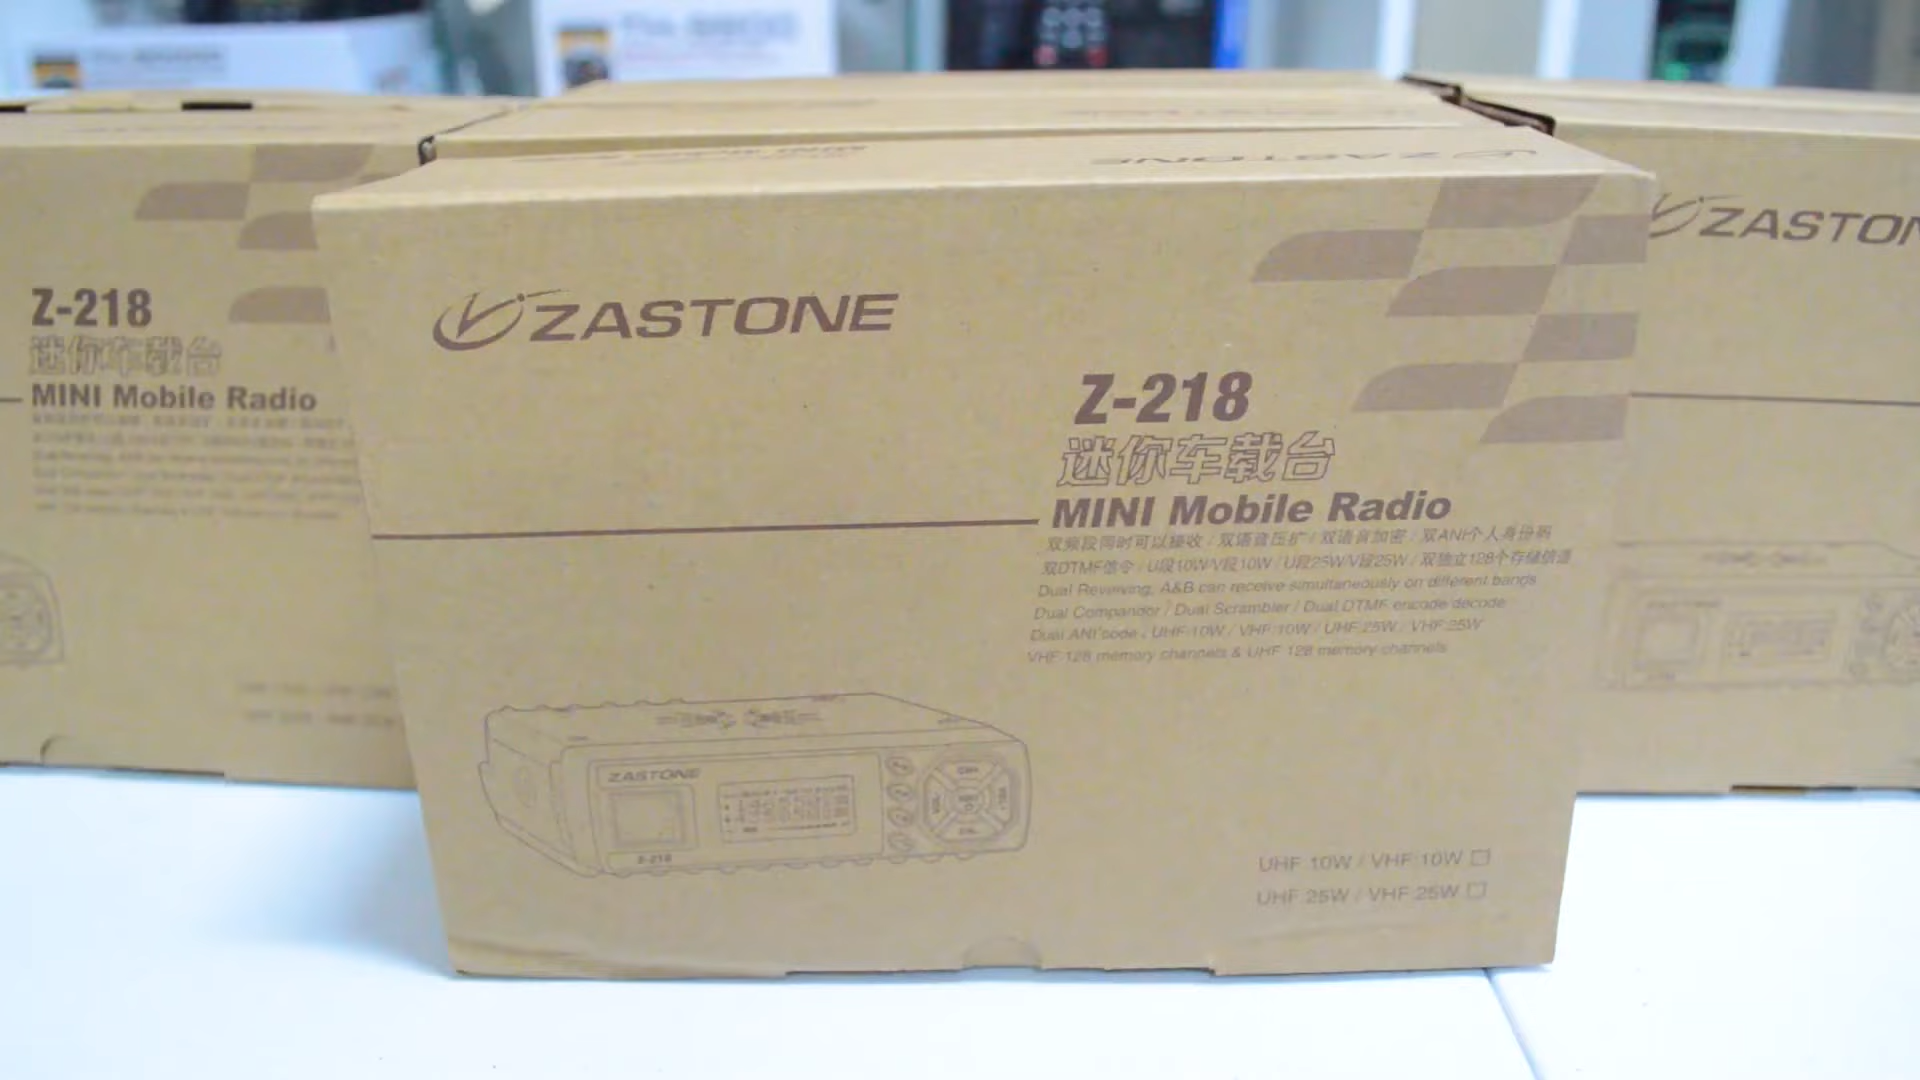 ZASTONE
Z-218
迷你车载台
MINI Mobile Radio
双频段同时可以接收 / 双语音压扩 / 双语音加密 / 双ANI个人身份码
双DTMF信令 / U段10W/V段10W / U段25W/V段25W / 双独立128个存储信道
Dual Reveiving, A&B can receive simultaneously on different bands
Dual Compandor / Dual Scrambler / Dual DTMF encode/decode
Dual ANI code / UHF:10W / VHF:10W / UHF:25W / VHF:25W
VHF 128 memory channels & UHF 128 memory channels
ZASTONE
Z-218
UHF:10W / VHF:10W
UHF:25W / VHF:25W
Z-218
迷你车载台
MINI Mobile Radio
ZASTON
ZASTONE